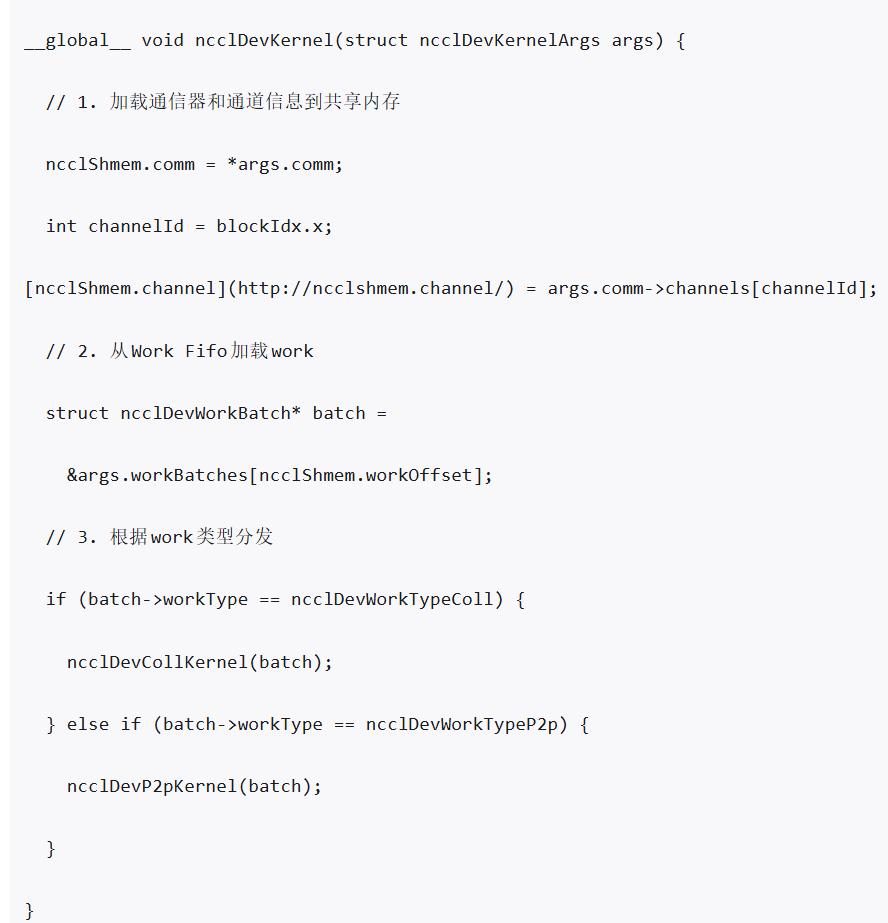 __global__ void ncclDevKernel(struct ncclDevKernelArgs args) {
// 1. 加载通信器和通道信息到共享内存
ncclShmem.comm = *args.comm;
int channelId = blockIdx.x;
[ncclShmem.channel](http://ncclshmem.channel/) = args.comm->channels[channelId];
// 2. 从Work Fifo加载work
struct ncclDevWorkBatch* batch =
&args.workBatches[ncclShmem.workOffset];
// 3. 根据work类型分发
if (batch->workType == ncclDevWorkTypeColl) {
ncclDevCollKernel(batch);
} else if (batch->workType == ncclDevWorkTypeP2p) {
ncclDevP2pKernel(batch);
}
}